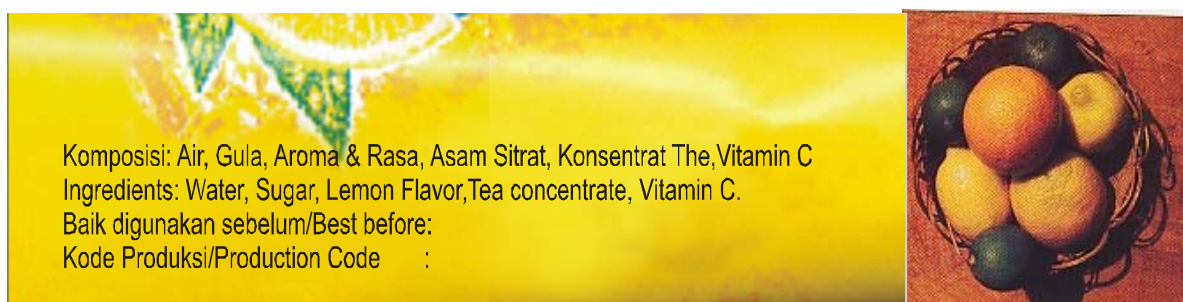 Komposisi: Air, Gula, Aroma & Rasa, Asam Sitrat, Konsentrat The,Vitamin C
Ingredients: Water, Sugar, Lemon Flavor,Tea concentrate, Vitamin C.
Baik digunakan sebelum/Best before:
Kode Produksi/Production Code :